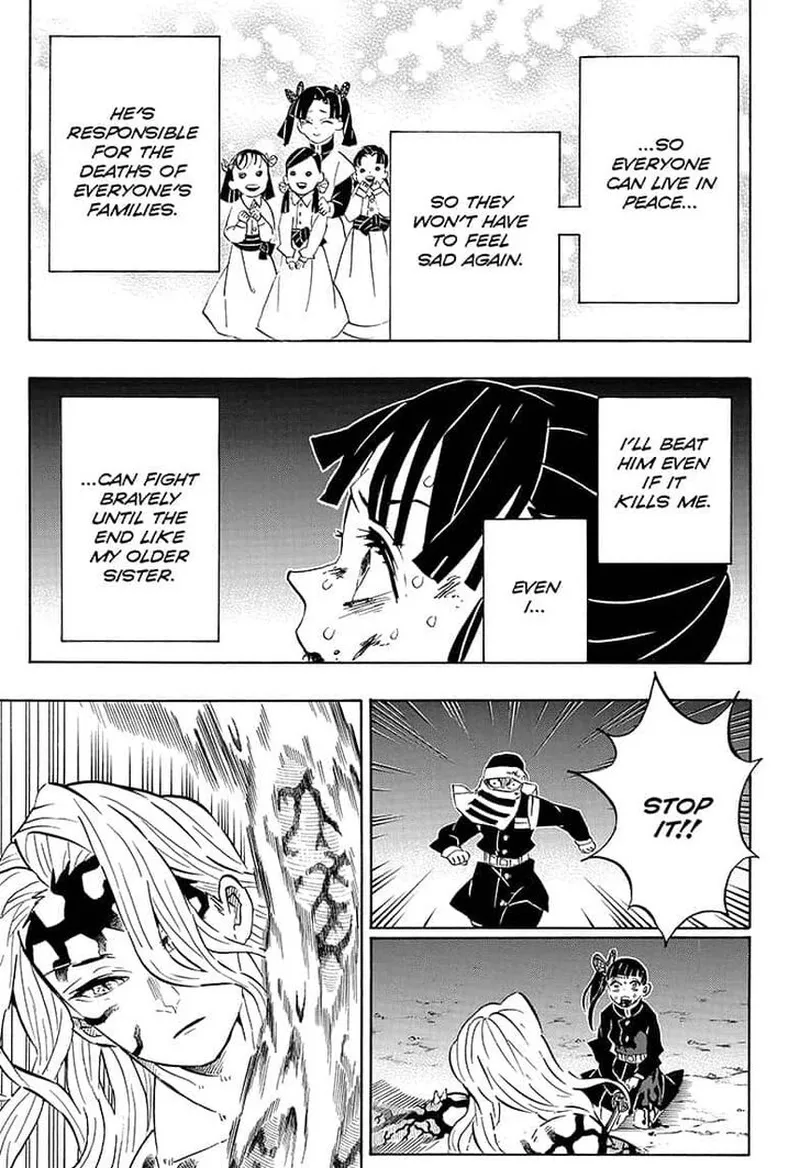 ...SO
EVERYONE
CAN LIVE IN
PEACE...
SO THEY
WON'T HAVE
TO FEEL
SAD AGAIN.
HE'S
RESPONSIBLE
FOR THE
DEATHS OF
EVERYONE'S
FAMILIES.
I'LL BEAT
HIM EVEN
IF IT
KILLS ME.
EVEN
I...
...CAN FIGHT
BRAVELY
UNTIL THE
END LIKE
MY OLDER
SISTER.
STOP
IT!!